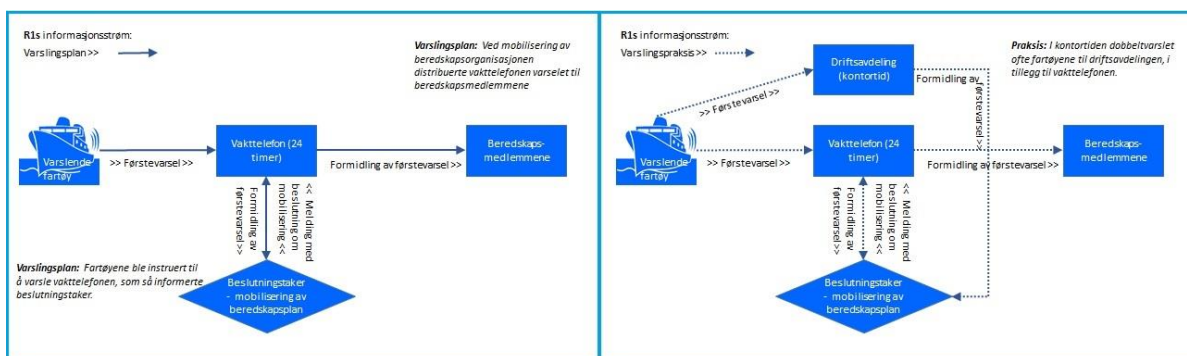 R1s informasjonsstrøm:
Varslingsplan >>
Varslingsplan: Ved mobilisering av
beredskapsorganisasjonen
distribuerte vakttelefonen varselet til
beredskapsmedlemmene
Varslende
fartøy
>> Førstevarsel >>
Vakttelefon (24
timer)
Formidling av førstevarsel >>
Beredskaps-
medlemmene
<< Melding med
beslutning om
mobilisering <<
Formidling av
førstevarsel >>
Varslingsplan: Fartøyene ble instruert til
å varsle vakttelefonen, som så informerte
beslutningstaker.
Beslutningstaker
- mobilisering av
beredskapsplan
R1s informasjonsstrøm:
Varslingspraksis >>
Praksis: I kontortiden dobbeltvarslet
ofte fartøyene til driftsavdelingen, i
tillegg til vakttelefonen.
Driftsavdeling
(kontortid)
Formidling av
førstevarsel >>
>> Førstevarsel >>
Varslende
fartøy
>> Førstevarsel >>
Vakttelefon (24
timer)
Formidling av førstevarsel >>
Beredskaps-
medlemmene
<< Melding med
beslutning om
mobilisering <<
Formidling av
førstevarsel >>
Beslutningstaker
- mobilisering av
beredskapsplan